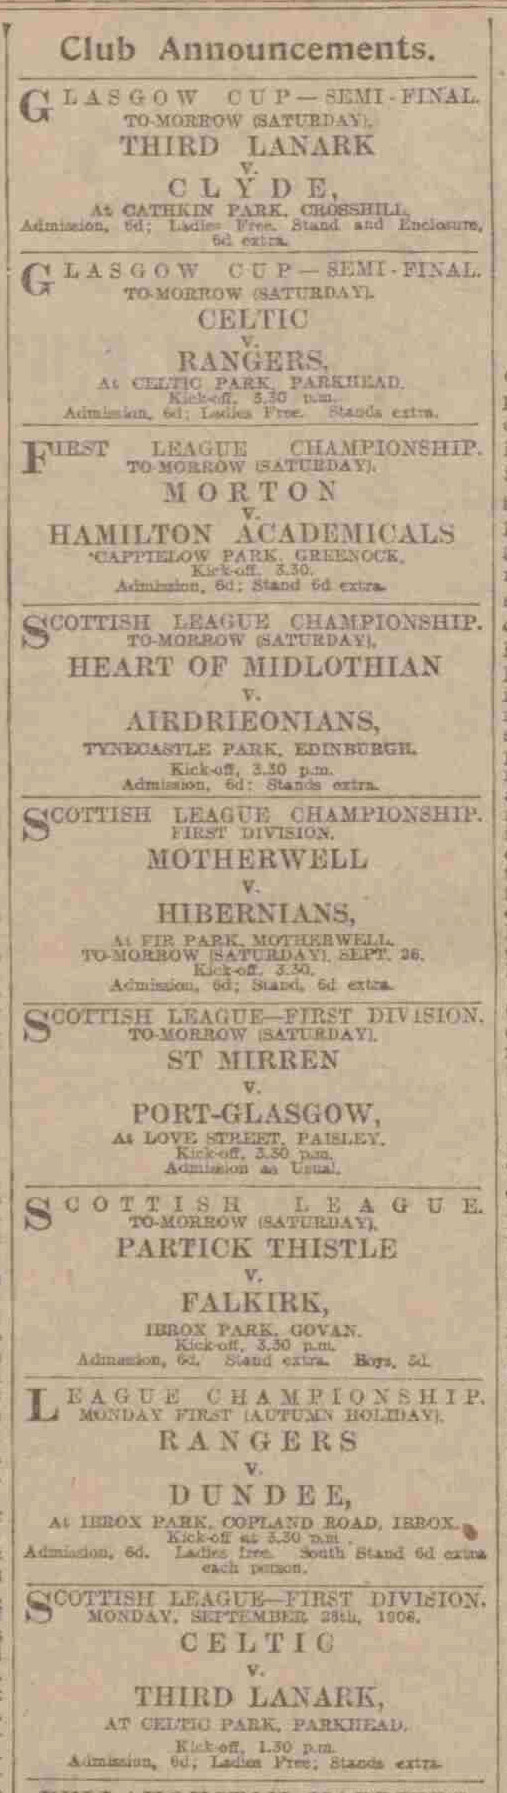 Club Announcements.
GLASGOW CUP—SEMI-FINAL.
TO-MORROW (SATURDAY),
THIRD LANARK
v.
CLYDE,
At CATHKIN PARK, CROSSHILL.
Admission, 6d; Ladies Free. Stand and Enclosure,
6d extra.
GLASGOW CUP—SEMI-FINAL.
TO-MORROW (SATURDAY).
CELTIC
v.
RANGERS,
At CELTIC PARK, PARKHEAD.
Kick-off, 3.30 p.m.
Admission, 6d; Ladies Free. Stands extra.
FIRST LEAGUE CHAMPIONSHIP.
TO-MORROW (SATURDAY).
MORTON
v.
HAMILTON ACADEMICALS
CAPPIELOW PARK, GREENOCK.
Kick-off, 3.30.
Admission, 6d; Stand 6d extra.
SCOTTISH LEAGUE CHAMPIONSHIP.
TO-MORROW (SATURDAY),
HEART OF MIDLOTHIAN
v.
AIRDRIEONIANS,
TYNECASTLE PARK, EDINBURGH.
Kick-off, 3.30 p.m.
Admission, 6d; Stands extra.
SCOTTISH LEAGUE CHAMPIONSHIP.
FIRST DIVISION.
MOTHERWELL
v.
HIBERNIANS,
At FIR PARK, MOTHERWELL.
TO-MORROW (SATURDAY), SEPT. 26.
Kick-off, 3.30.
Admission, 6d; Stand, 6d extra.
SCOTTISH LEAGUE—FIRST DIVISION.
TO-MORROW (SATURDAY).
ST MIRREN
v.
PORT-GLASGOW,
At LOVE STREET, PAISLEY.
Kick-off, 3.30 p.m.
Admission as Usual.
SCOTTISH LEAGUE.
TO-MORROW (SATURDAY),
PARTICK THISTLE
v.
FALKIRK,
IBROX PARK, GOVAN.
Kick-off, 3.30 p.m.
Admission, 6d. Stand extra. Boys, 3d.
LEAGUE CHAMPIONSHIP.
MONDAY FIRST (AUTUMN HOLIDAY).
RANGERS
v.
DUNDEE,
At IBROX PARK, COPLAND ROAD, IBROX.
Kick-off at 3.30 p.m.
Admission, 6d. Ladies free. South Stand 6d extra
each person.
SCOTTISH LEAGUE—FIRST DIVISION.
MONDAY, SEPTEMBER 28th, 1908.
CELTIC
v.
THIRD LANARK,
AT CELTIC PARK, PARKHEAD.
Kick-off, 1.30 p.m.
Admission, 6d; Ladies Free; Stands extra.